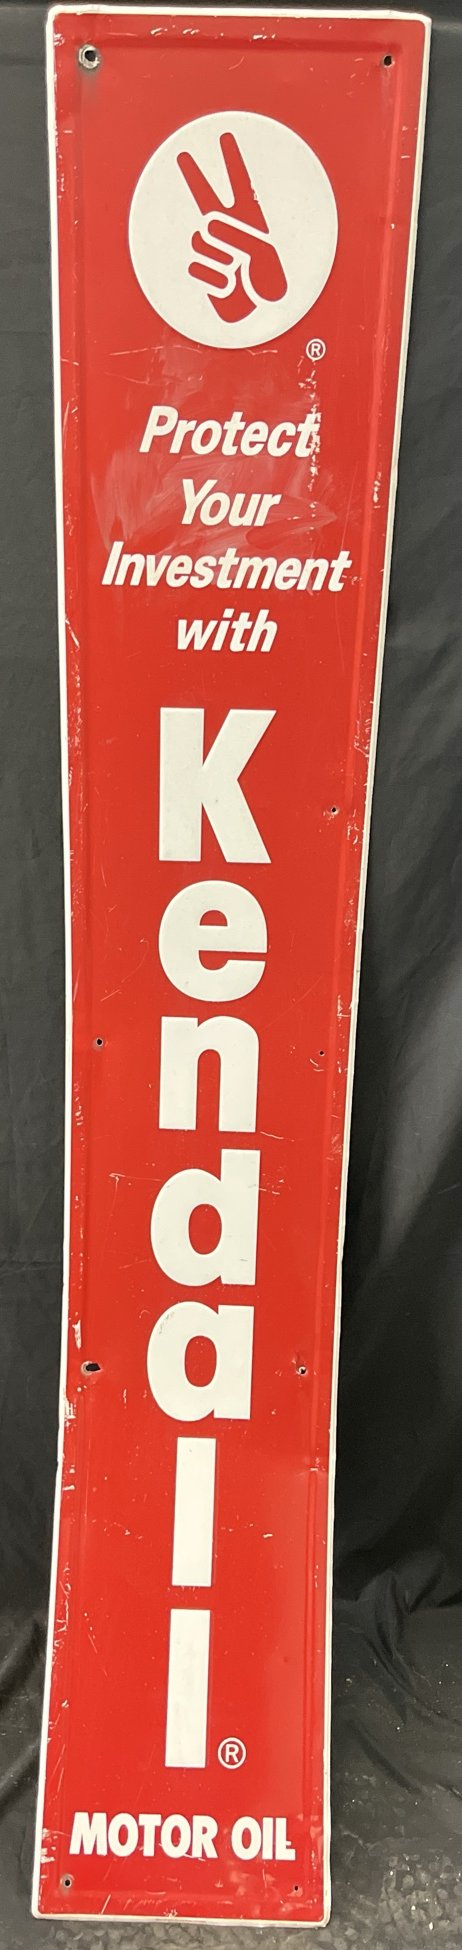 ®
Protect
Your
Investment
with
Kendall®
MOTOR OIL